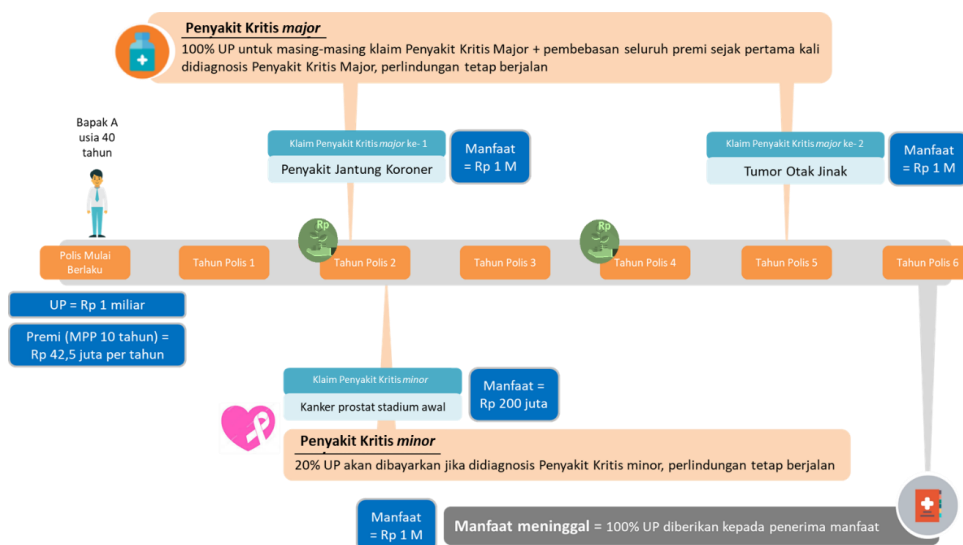 Penyakit Kritis major
100% UP untuk masing-masing klaim Penyakit Kritis Major + pembebasan seluruh premi sejak pertama kali
didiagnosis Penyakit Kritis Major, perlindungan tetap berjalan
Bapak A
usia 40
tahun
Klaim Penyakit Kritis major ke- 1
Penyakit Jantung Koroner
Manfaat
= Rp 1 M
Klaim Penyakit Kritis major ke- 2
Tumor Otak Jinak
Manfaat
= Rp 1 M
Rp
Rp
Polis Mulai
Berlaku
Tahun Polis 1
Tahun Polis 2
Tahun Polis 3
Tahun Polis 4
Tahun Polis 5
Tahun Polis 6
UP = Rp 1 miliar
Premi (MPP 10 tahun) =
Rp 42,5 juta per tahun
Klaim Penyakit Kritis minor
Kanker prostat stadium awal
Manfaat =
Rp 200 juta
Penyakit Kritis minor
20% UP akan dibayarkan jika didiagnosis Penyakit Kritis minor, perlindungan tetap berjalan
Manfaat
= Rp 1 M
Manfaat meninggal = 100% UP diberikan kepada penerima manfaat